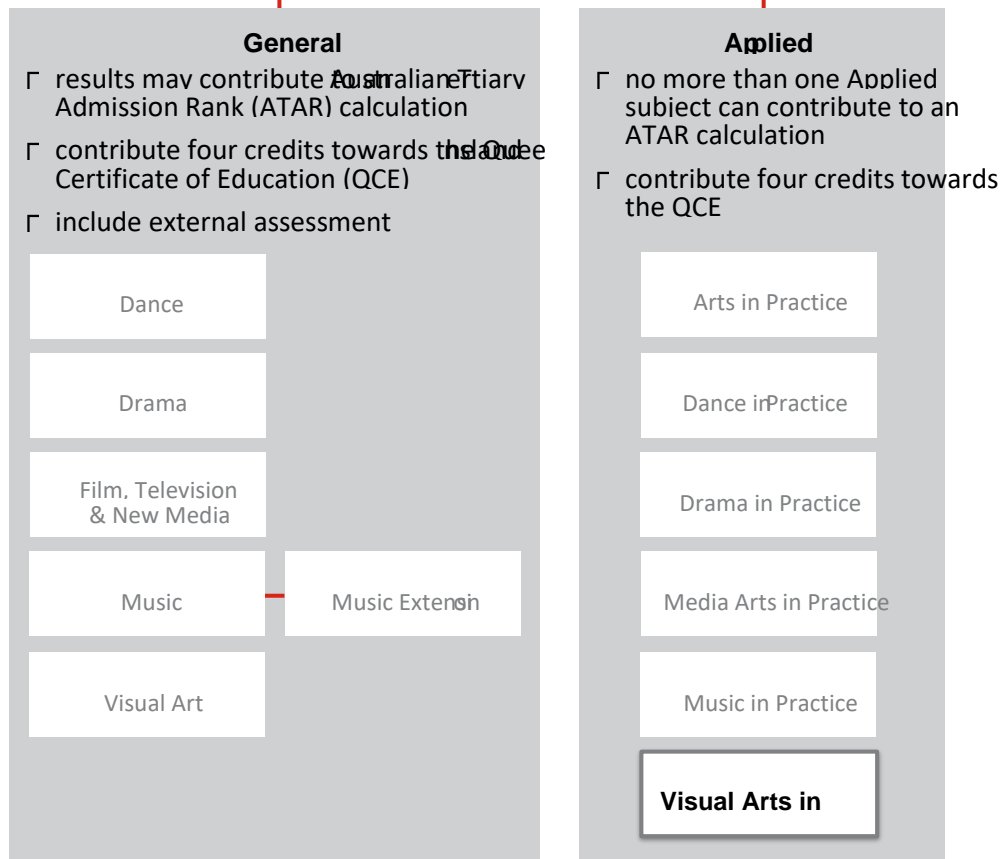 General
results may contribute to an Australian Tertiary
Admission Rank (ATAR) calculation
contribute four credits towards the
Certificate of Education (QCE)
include external assessment
Dance
Drama
Film, Television
& New Media
Music
Music Extension
Visual Art
Applied
no more than one Applied
subject can contribute to an
ATAR calculation
contribute four credits towards
the QCE
Arts in Practice
Dance in Practice
Drama in Practice
Media Arts in Practice
Music in Practice
Visual Arts in